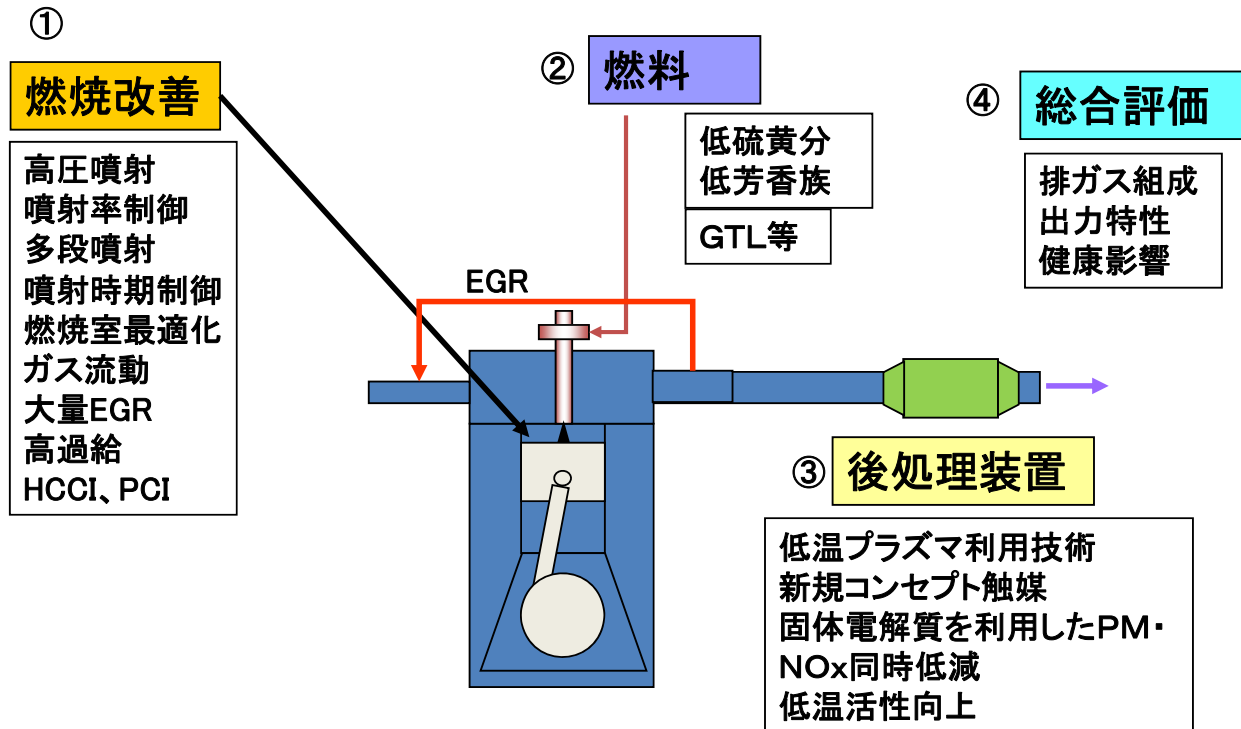 ①
燃焼改善
高圧噴射
噴射率制御
多段噴射
噴射時期制御
燃焼室最適化
ガス流動
大量EGR
高過給
HCCI、PCI
②
燃料
低硫黄分
低芳香族
GTL等
EGR
③
後処理装置
低温プラズマ利用技術
新規コンセプト触媒
固体電解質を利用したPM・
NOx同時低減
低温活性向上
④
総合評価
排ガス組成
出力特性
健康影響